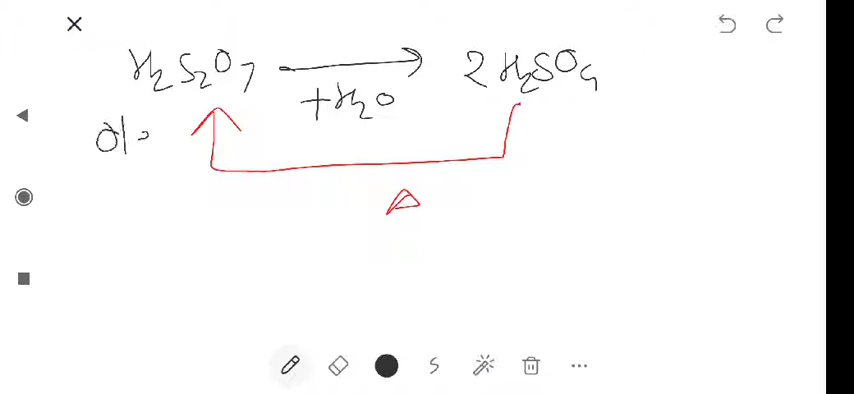 H₂S₂O₇ ⟶ 2H₂SO₄
+H₂O
Δ